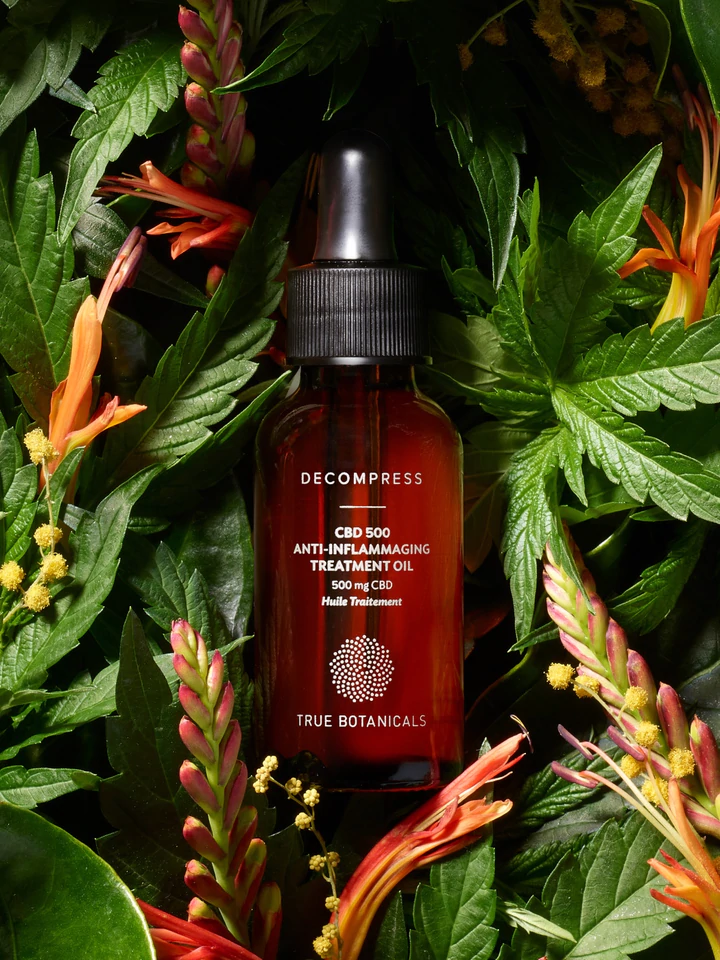 DECOMPRESS
CBD 500
ANTI-INFLAMMAGING
TREATMENT OIL
500 mg CBD
Huile Traitement
TRUE BOTANICALS